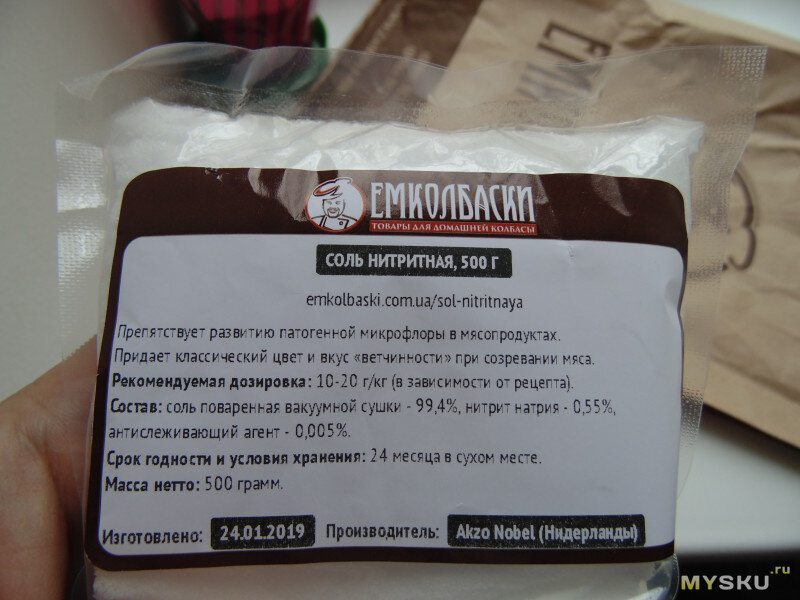 ЕМКОЛБАСКИ
ТОВАРЫ ДЛЯ ДОМАШНЕЙ КОЛБАСЫ
СОЛЬ НИТРИТНАЯ, 500 Г
emkolbaski.com.ua/sol-nitritnaya
Препятствует развитию патогенной микрофлоры в мясопродуктах.
Придает классический цвет и вкус «ветчинности» при созревании мяса.
Рекомендуемая дозировка: 10-20 г/кг (в зависимости от рецепта).
Состав: соль поваренная вакуумной сушки - 99,4%, нитрит натрия - 0,55%,
антислеживающий агент - 0,005%.
Срок годности и условия хранения: 24 месяца в сухом месте.
Масса нетто: 500 грамм.
Изготовлено: 24.01.2019 Производитель: Akzo Nobel (Нидерланды)
MYSKU.ru